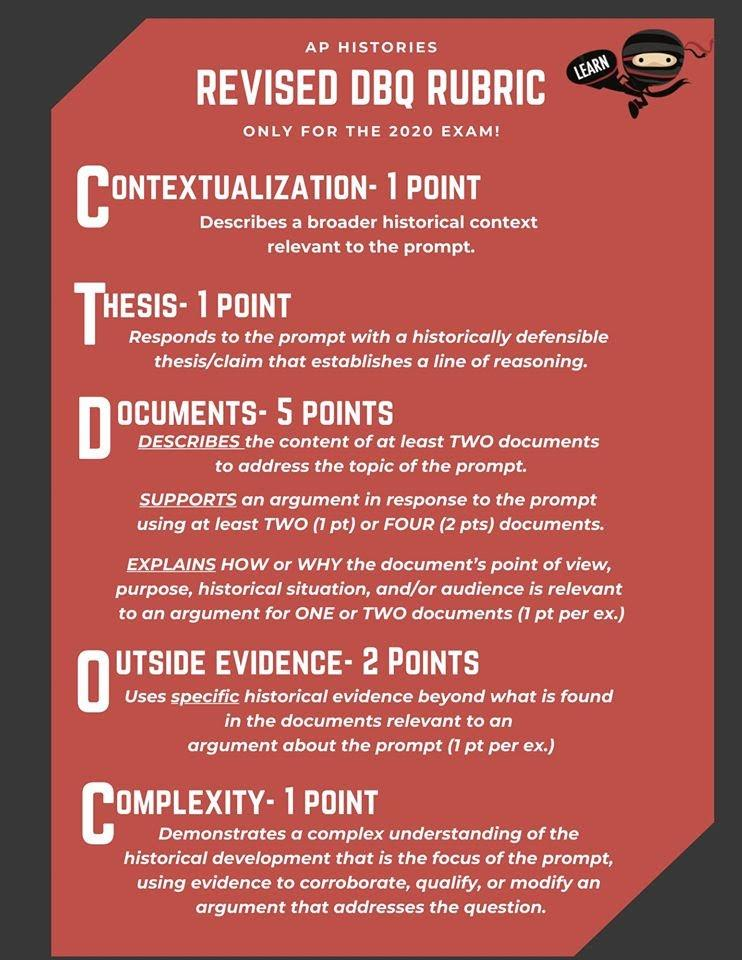 AP HISTORIES
LEARN
REVISED DBQ RUBRIC
ONLY FOR THE 2020 EXAM!
CONTEXTUALIZATION- 1 POINT
Describes a broader historical context
relevant to the prompt.
THESIS- 1 POINT
Responds to the prompt with a historically defensible
thesis/claim that establishes a line of reasoning.
DOCUMENTS- 5 POINTS
DESCRIBES the content of at least TWO documents
to address the topic of the prompt.
SUPPORTS an argument in response to the prompt
using at least TWO (1 pt) or FOUR (2 pts) documents.
EXPLAINS HOW or WHY the document's point of view,
purpose, historical situation, and/or audience is relevant
to an argument for ONE or TWO documents (1 pt per ex.)
OUTSIDE EVIDENCE- 2 POINTS
Uses specific historical evidence beyond what is found
in the documents relevant to an
argument about the prompt (1 pt per ex.)
COMPLEXITY- 1 POINT
Demonstrates a complex understanding of the
historical development that is the focus of the prompt,
using evidence to corroborate, qualify, or modify an
argument that addresses the question.